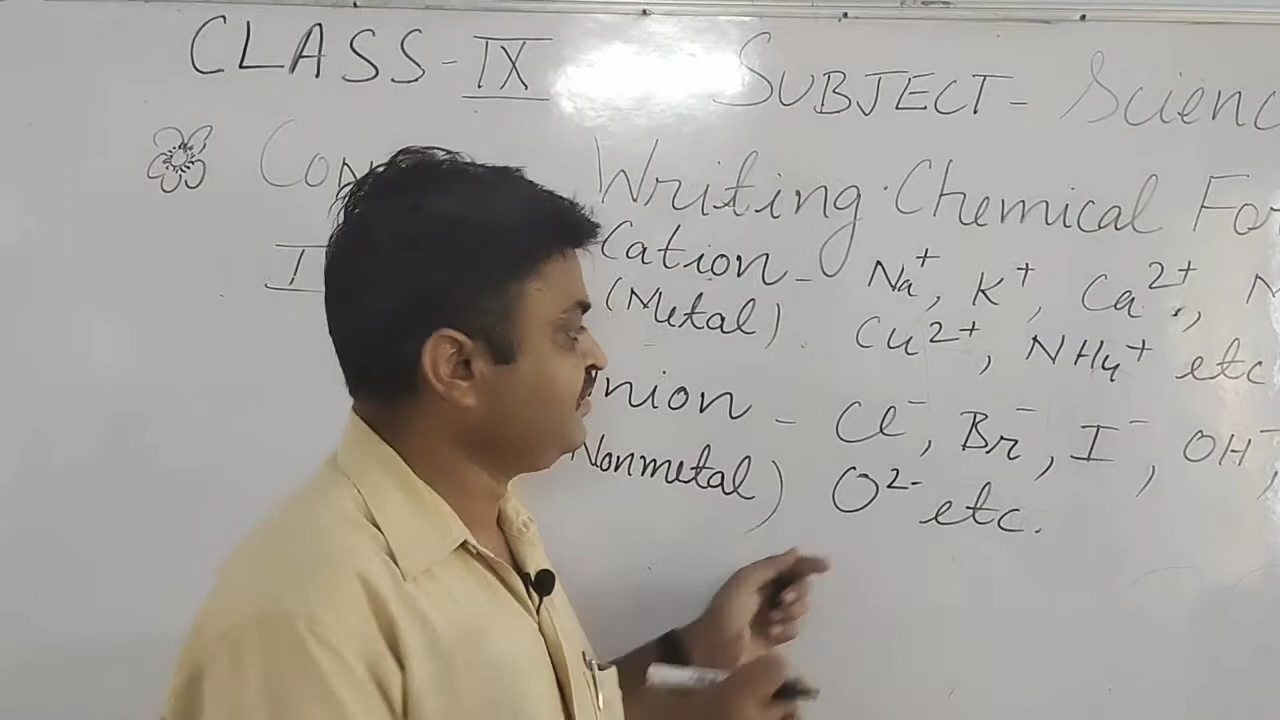 CLASS-IX SUBJECT- Scienc
Con Writing Chemical Fo
I Cation - Na⁺, K⁺, Ca²⁺, N
(Metal). Cu²⁺, NH₄⁺ etc
nion - Cl⁻, Br⁻, I⁻, OH⁻,
Nonmetal) O²⁻ etc.